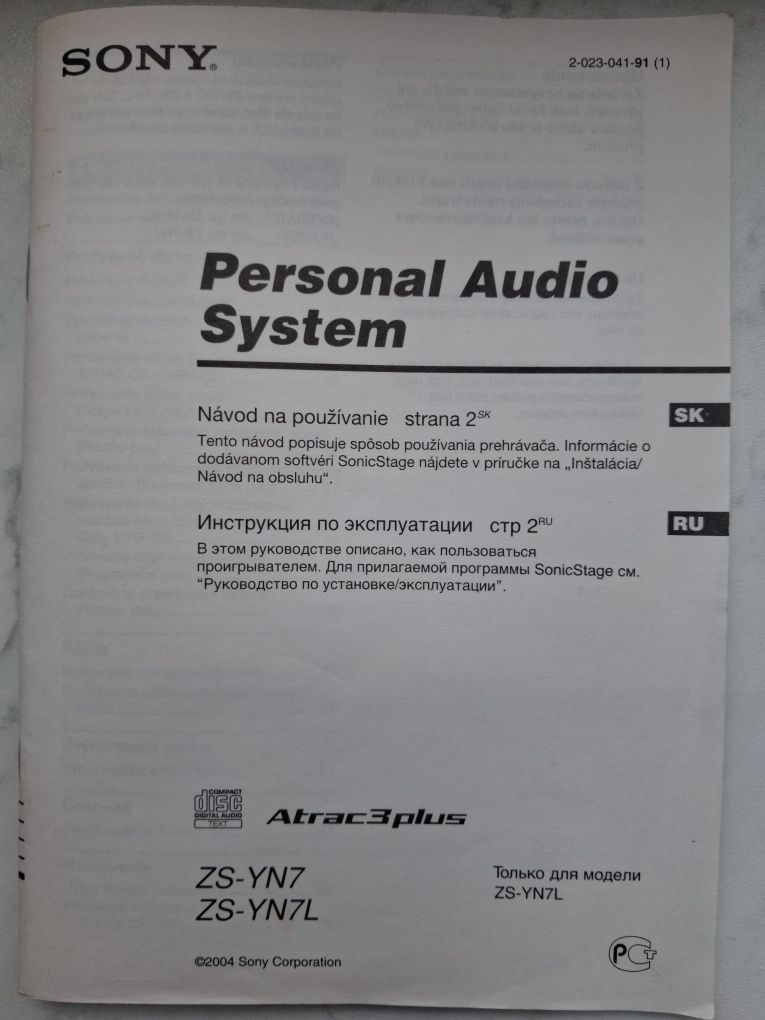 SONY®
2-023-041-91 (1)
Personal Audio
System
Návod na používanie strana 2SK
SK
Tento návod popisuje spôsob používania prehrávača. Informácie o
dodávanom softvéri SonicStage nájdete v príručke na „Inštalácia/
Návod na obsluhu“.
Инструкция по эксплуатации стр 2RU
RU
В этом руководстве описано, как пользоваться
проигрывателем. Для прилагаемой программы SonicStage см.
“Руководство по установке/эксплуатации”.
COMPACT
disc
DIGITAL AUDIO
TEXT
Atrac3plus
ZS-YN7
ZS-YN7L
Только для модели
ZS-YN7L
©2004 Sony Corporation
РСТ